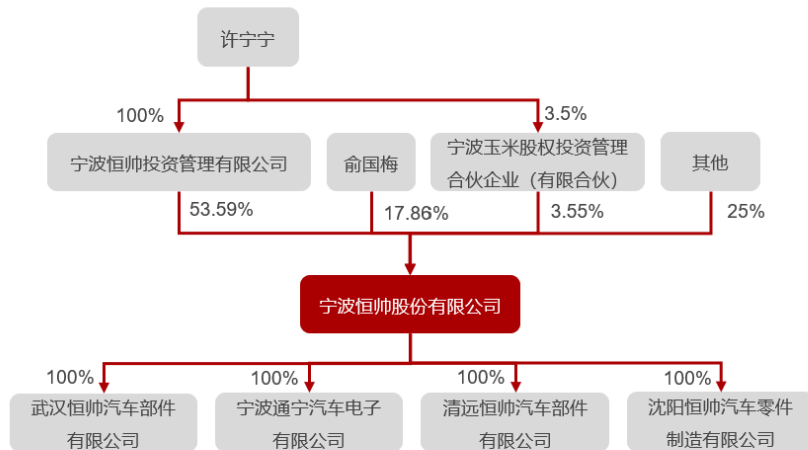 许宁宁
100%
3.5%
宁波恒帅投资管理有限公司
俞国梅
宁波玉米股权投资管理
合伙企业（有限合伙）
其他
53.59%
17.86%
3.55%
25%
宁波恒帅股份有限公司
100%
100%
100%
100%
武汉恒帅汽车部件
有限公司
宁波通宁汽车电子
有限公司
清远恒帅汽车部件
有限公司
沈阳恒帅汽车零件
制造有限公司